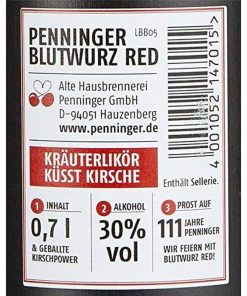 PENNINGER LBB05
BLUTWURZ RED
Alte Hausbrennerei
Penninger GmbH
D-94051 Hauzenberg
www.penninger.de
4 001052 147015
KRÄUTERLIKÖR
KÜSST KIRSCHE
Enthält Sellerie.
1 INHALT
0,7 l
& GEBALLTE
KIRSCHPOWER
2 ALKOHOL
30%
vol
3 PROST AUF
111 JAHRE
PENNINGER
WIR FEIERN MIT
BLUTWURZ RED!